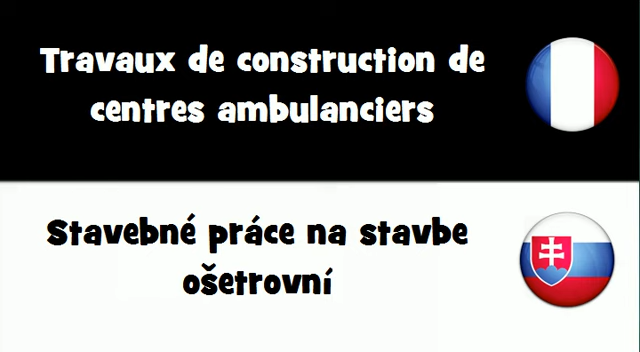 Travaux de construction de
centres ambulanciers
Stavebné práce na stavbe
ošetrovní